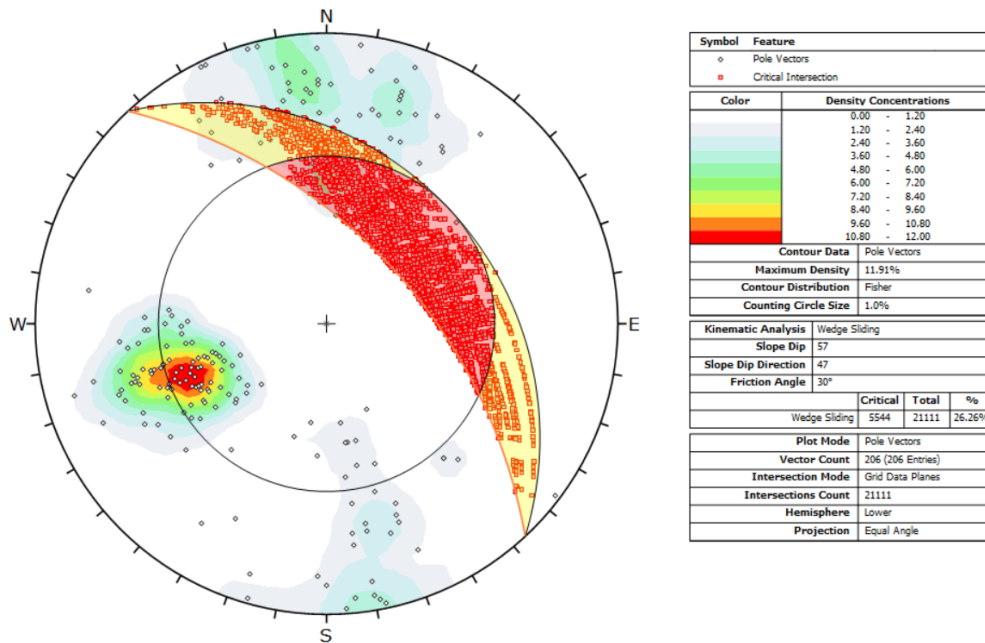 N
W
E
S
Symbol Feature
Pole Vectors
Critical Intersection
Color Density Concentrations
0.00 - 1.20
1.20 - 2.40
2.40 - 3.60
3.60 - 4.80
4.80 - 6.00
6.00 - 7.20
7.20 - 8.40
8.40 - 9.60
9.60 - 10.80
10.80 - 12.00
Contour Data Pole Vectors
Maximum Density 11.91%
Contour Distribution Fisher
Counting Circle Size 1.0%
Kinematic Analysis Wedge Sliding
Slope Dip 57
Slope Dip Direction 47
Friction Angle 30°
Critical Total %
Wedge Sliding 5544 21111 26.26%
Plot Mode Pole Vectors
Vector Count 206 (206 Entries)
Intersection Mode Grid Data Planes
Intersections Count 21111
Hemisphere Lower
Projection Equal Angle